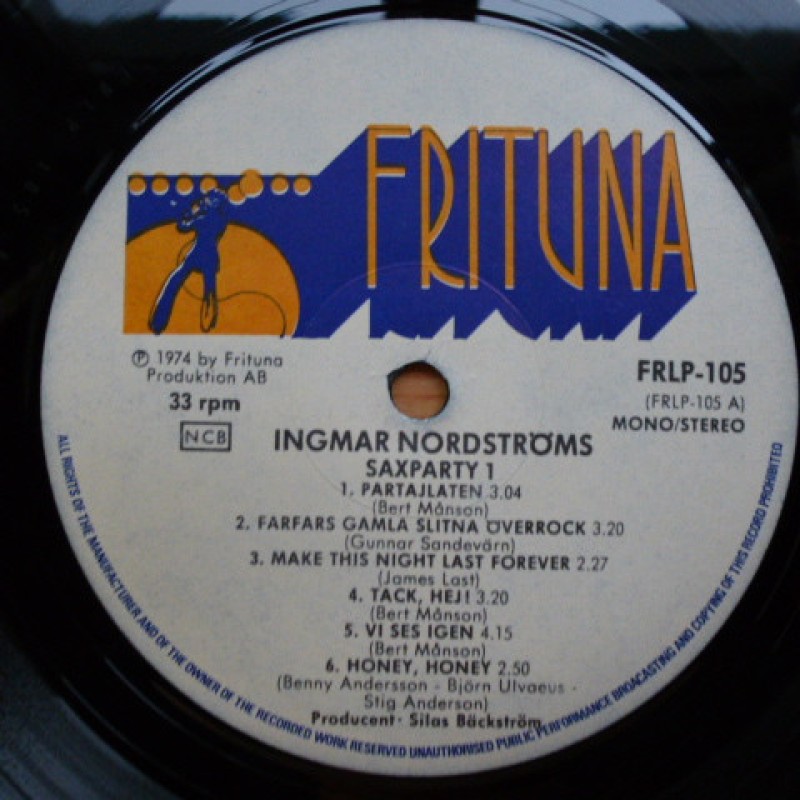 FRITUNA
℗ 1974 by Frituna
Produktion AB
33 rpm
NCB
FRLP-105
(FRLP-105 A)
MONO/STEREO
INGMAR NORDSTRÖMS
SAXPARTY 1
1. PARTAJLATEN 3.04
(Bert Månson)
2. FARFARS GAMLA SLITNA ÖVERROCK 3.20
(Gunnar Sandevärn)
3. MAKE THIS NIGHT LAST FOREVER 2.27
(James Last)
4. TACK, HEJ! 3.20
(Bert Månson)
5. VI SES IGEN 4.15
(Bert Månson)
6. HONEY, HONEY 2.50
(Benny Andersson - Björn Ulvaeus -
Stig Anderson)
Producent - Silas Bäckström
ALL RIGHTS OF THE MANUFACTURER AND OF THE OWNER OF THE RECORDED WORK RESERVED UNAUTHORISED PUBLIC PERFORMANCE BROADCASTING AND COPYING OF THIS RECORD PROHIBITED